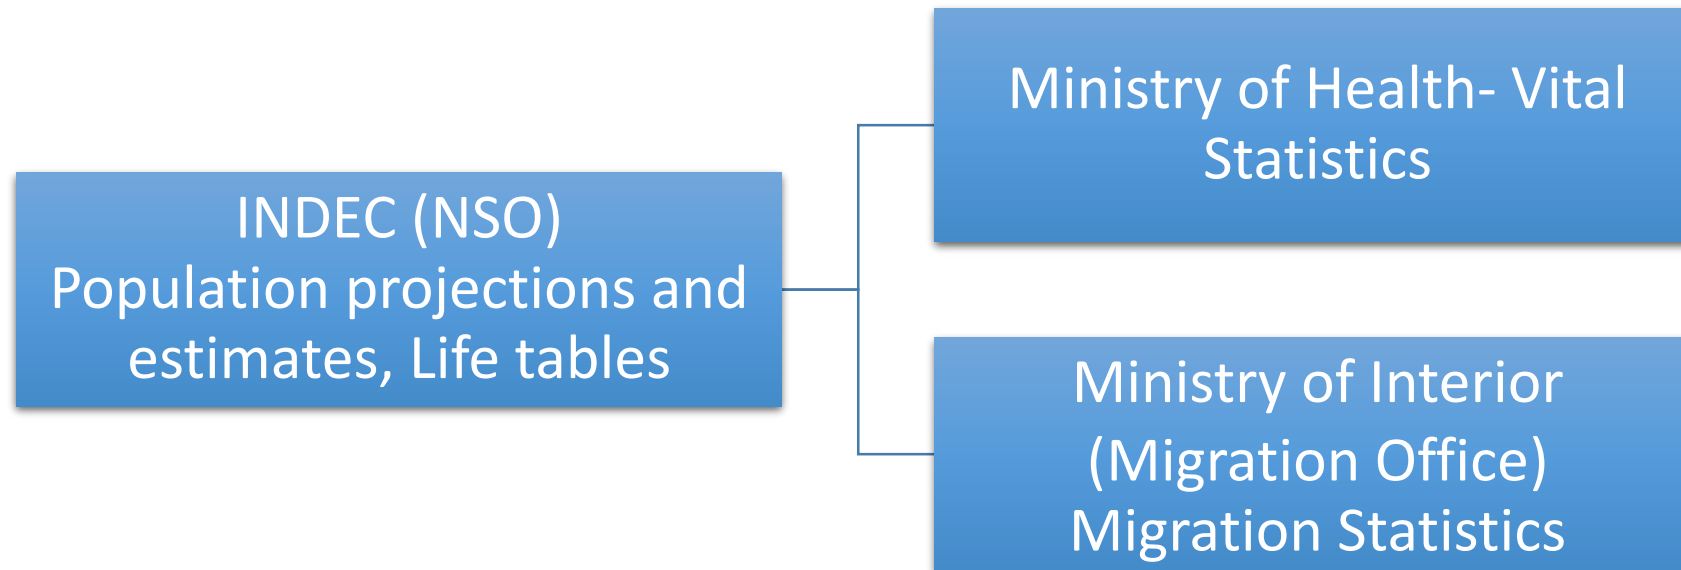 INDEC (NSO)
Population projections and
estimates, Life tables
Ministry of Health- Vital
Statistics
Ministry of Interior
(Migration Office)
Migration Statistics